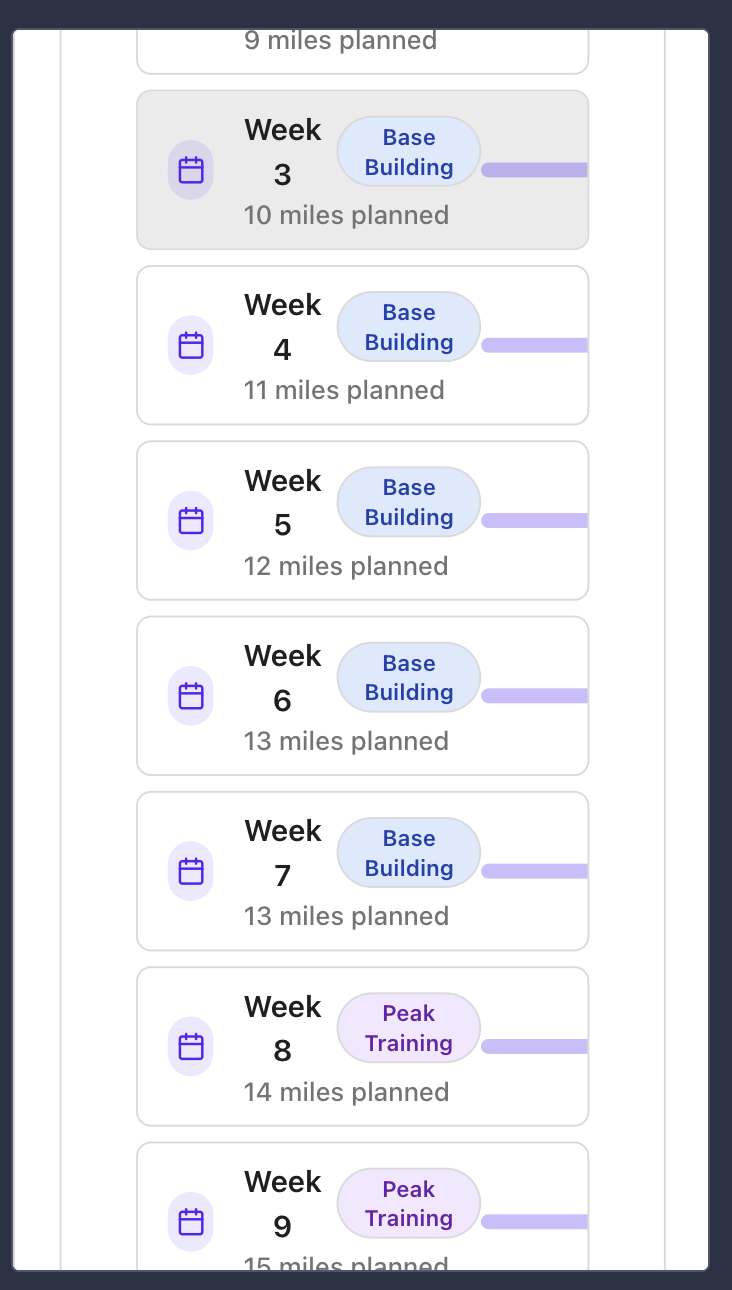 9 miles planned
Week
3
Base
Building
10 miles planned
Week
4
Base
Building
11 miles planned
Week
5
Base
Building
12 miles planned
Week
6
Base
Building
13 miles planned
Week
7
Base
Building
13 miles planned
Week
8
Peak
Training
14 miles planned
Week
9
Peak
Training
15 miles planned